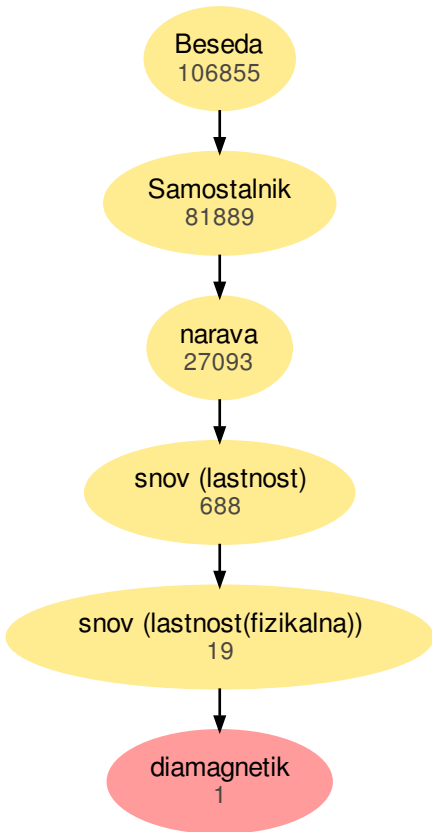 Beseda
106855
Samostalnik
81889
narava
27093
snov (lastnost)
688
snov (lastnost(fizikalna))
19
diamagnetik
1